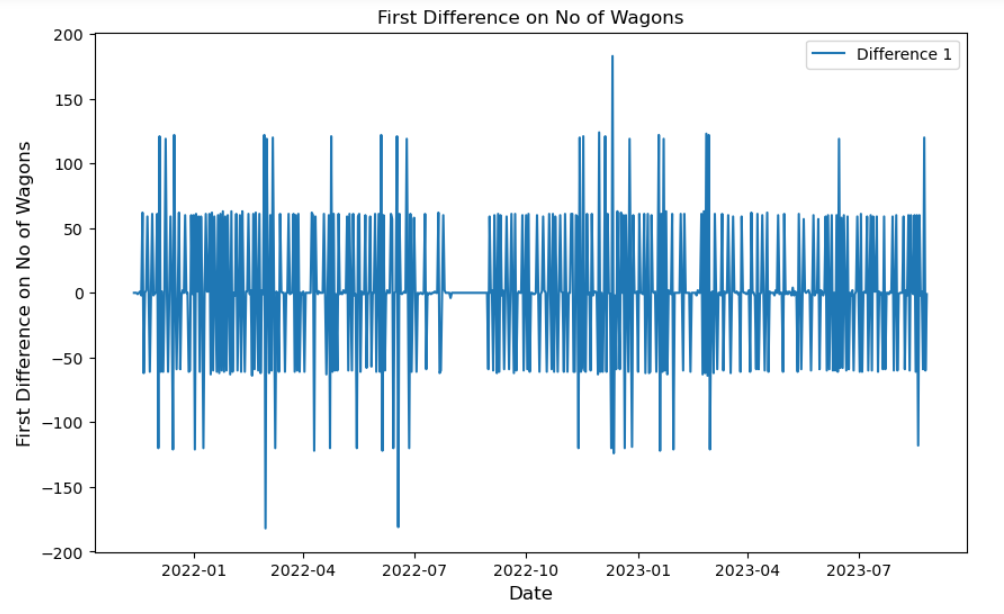 First Difference on No of Wagons
Difference 1
First Difference on No of Wagons
200
150
100
50
0
−50
−100
−150
−200
2022-01 2022-04 2022-07 2022-10 2023-01 2023-04 2023-07
Date